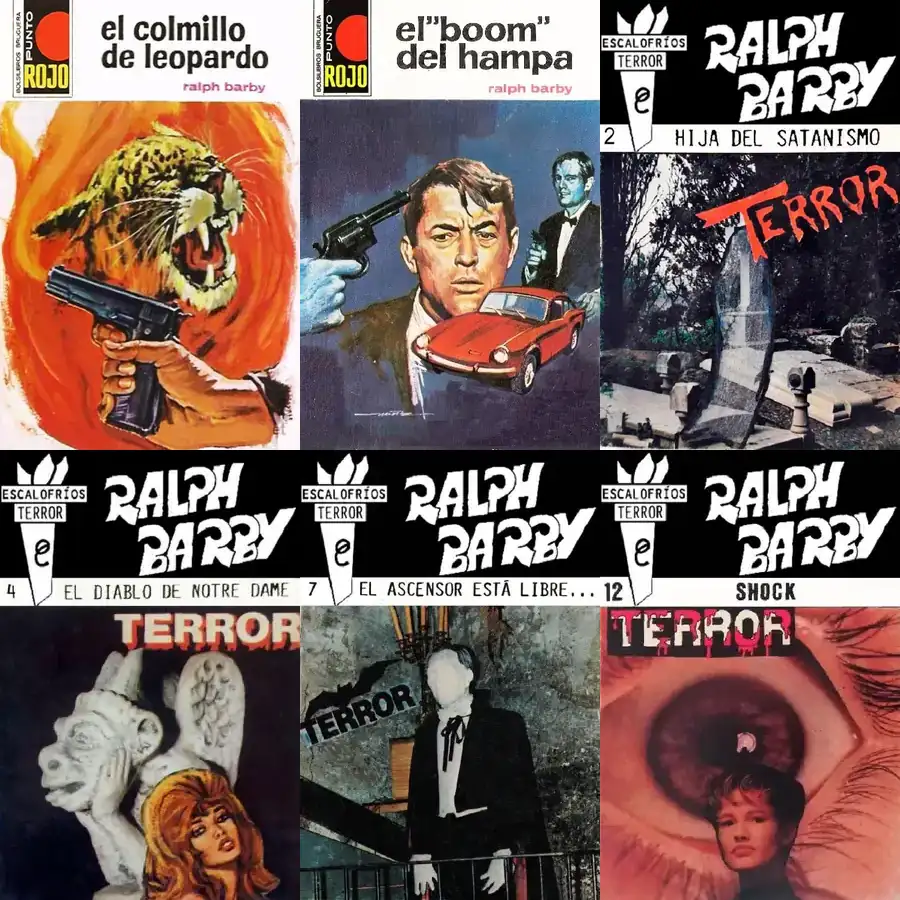 BOLSILIBROS BRUGUERA
PUNTO
ROJO
el colmillo
de leopardo
ralph barby
BOLSILIBROS BRUGUERA
PUNTO
ROJO
el"boom"
del hampa
ralph barby
ESCALOFRÍOS
TERROR
e
RALPH
BARBY
2 HIJA DEL SATANISMO
TERROR
ESCALOFRÍOS
TERROR
e
RALPH
BARBY
4 EL DIABLO DE NOTRE DAME
TERROR
ESCALOFRÍOS
TERROR
e
RALPH
BARBY
7 EL ASCENSOR ESTÁ LIBRE...
TERROR
ESCALOFRÍOS
TERROR
e
RALPH
BARBY
12 SHOCK
TERROR